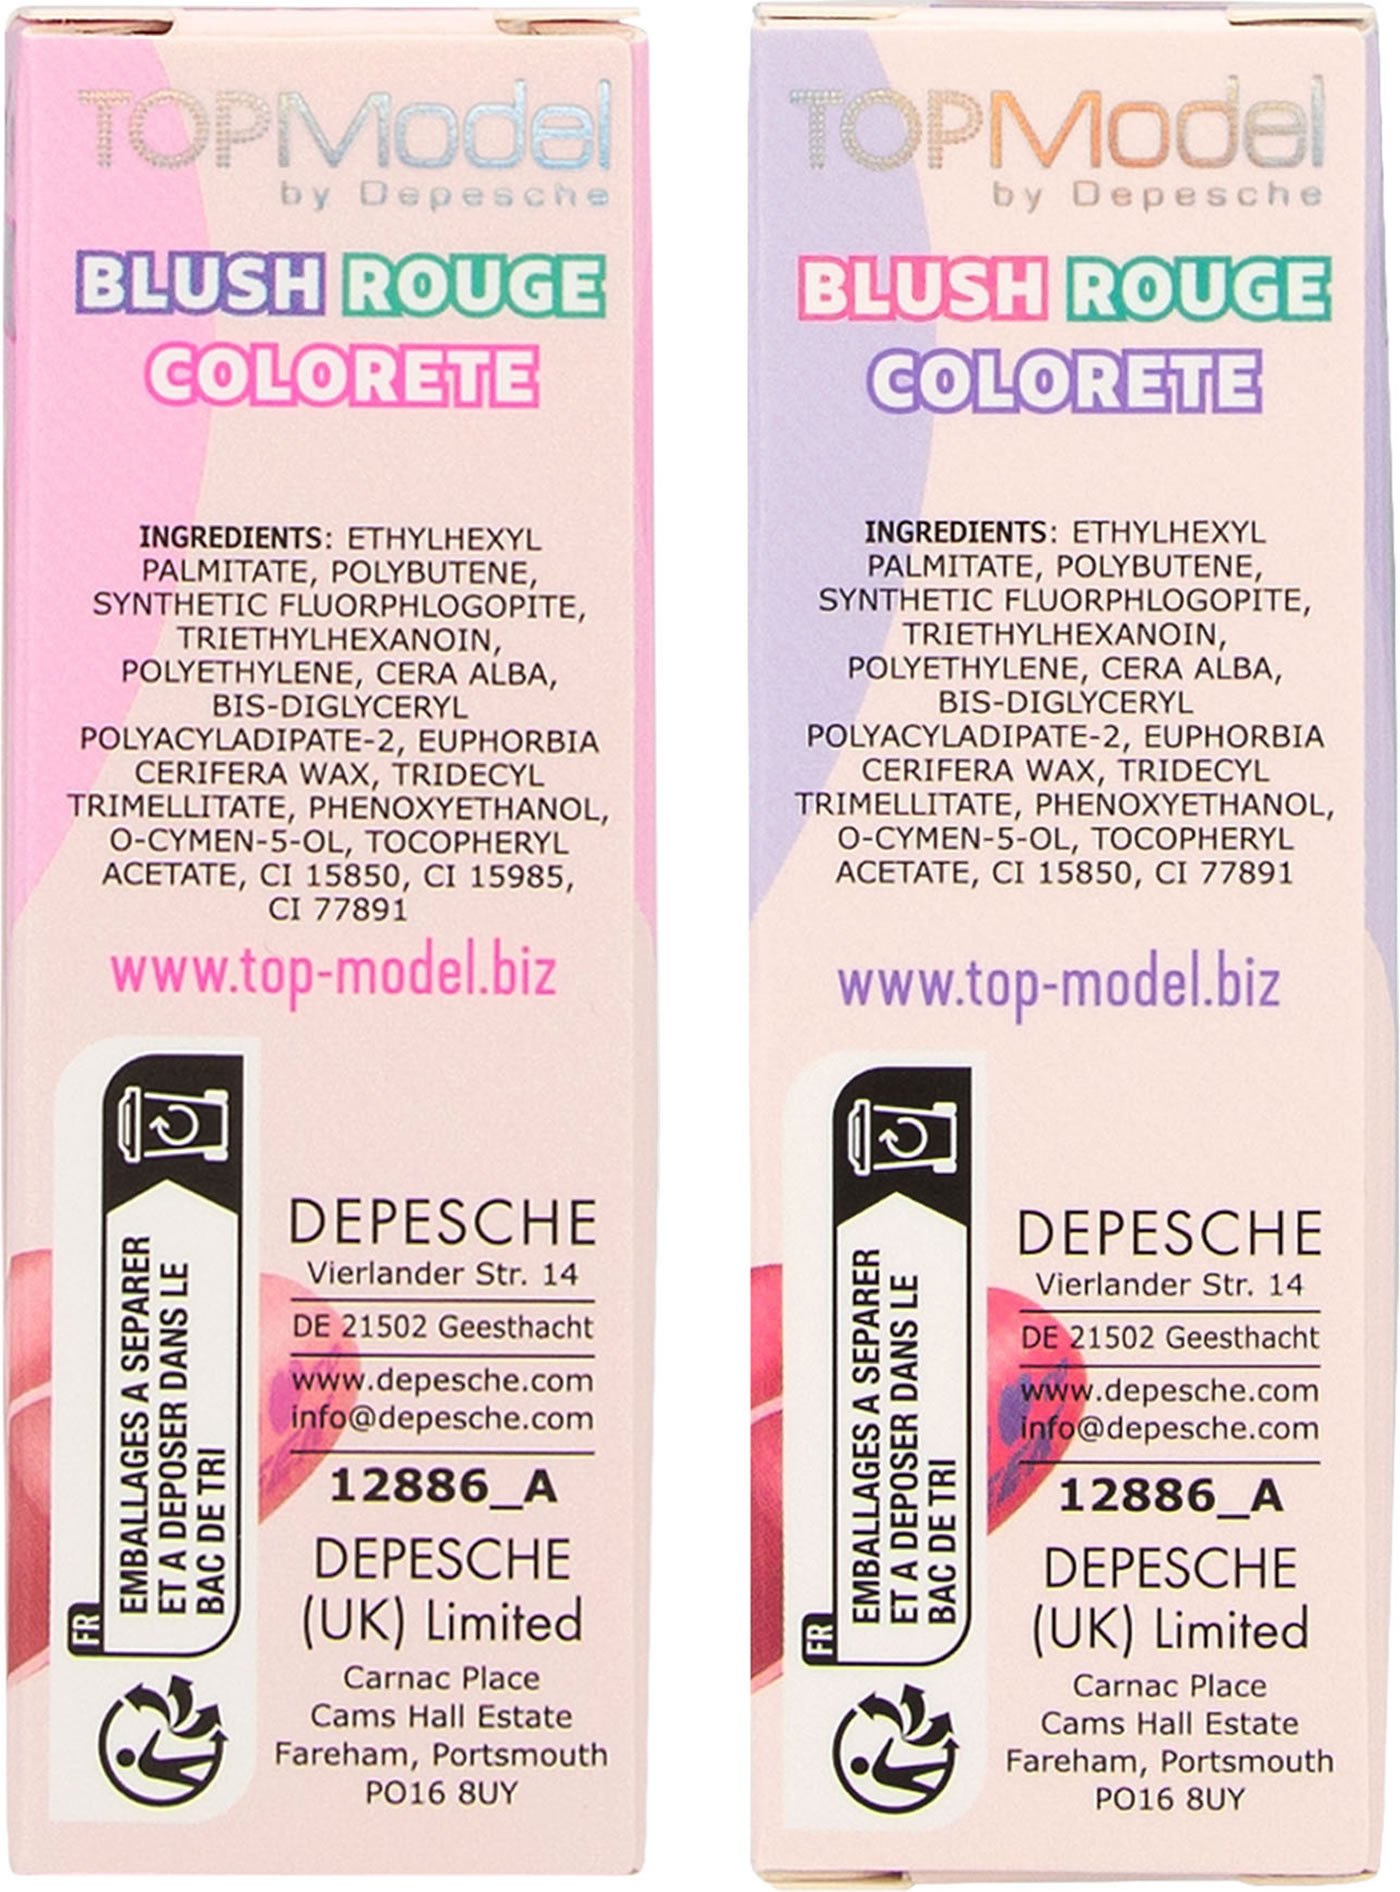 TOPModel
by Depesche
BLUSH ROUGE
COLORETE
INGREDIENTS: ETHYLHEXYL
PALMITATE, POLYBUTENE,
SYNTHETIC FLUORPHLOGOPITE,
TRIETHYLHEXANOIN,
POLYETHYLENE, CERA ALBA,
BIS-DIGLYCERYL
POLYACYLADIPATE-2, EUPHORBIA
CERIFERA WAX, TRIDECYL
TRIMELLITATE, PHENOXYETHANOL,
O-CYMEN-5-OL, TOCOPHERYL
ACETATE, CI 15850, CI 15985,
CI 77891
www.top-model.biz
FR
EMBALLAGES A SEPARER
ET A DEPOSER DANS LE
BAC DE TRI
DEPESCHE
Vierlander Str. 14
DE 21502 Geesthacht
www.depesche.com
info@depesche.com
12886_A
DEPESCHE
(UK) Limited
Carnac Place
Cams Hall Estate
Fareham, Portsmouth
PO16 8UY
TOPModel
by Depesche
BLUSH ROUGE
COLORETE
INGREDIENTS: ETHYLHEXYL
PALMITATE, POLYBUTENE,
SYNTHETIC FLUORPHLOGOPITE,
TRIETHYLHEXANOIN,
POLYETHYLENE, CERA ALBA,
BIS-DIGLYCERYL
POLYACYLADIPATE-2, EUPHORBIA
CERIFERA WAX, TRIDECYL
TRIMELLITATE, PHENOXYETHANOL,
O-CYMEN-5-OL, TOCOPHERYL
ACETATE, CI 15850, CI 77891
www.top-model.biz
FR
EMBALLAGES A SEPARER
ET A DEPOSER DANS LE
BAC DE TRI
DEPESCHE
Vierlander Str. 14
DE 21502 Geesthacht
www.depesche.com
info@depesche.com
12886_A
DEPESCHE
(UK) Limited
Carnac Place
Cams Hall Estate
Fareham, Portsmouth
PO16 8UY